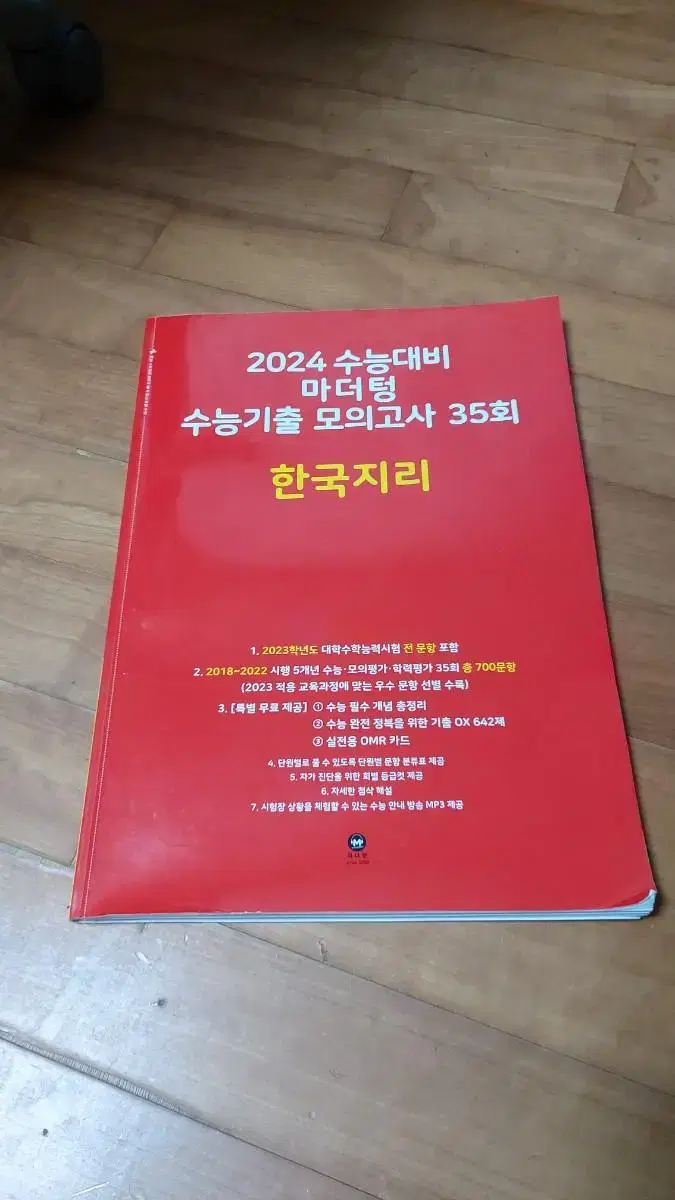 2024 수능대비
마더텅
수능기출 모의고사 35회
한국지리
1. 2023학년도 대학수학능력시험 전 문항 포함
2. 2018~2022 시행 5개년 수능·모의평가·학력평가 35회 총 700문항
(2023 적용 교육과정에 맞는 우수 문항 선별 수록)
3. [특별 무료 제공] ① 수능 필수 개념 총정리
② 수능 완전 정복을 위한 기출 OX 642제
③ 실전용 OMR 카드
4. 단원별로 풀 수 있도록 단원별 문항 분류표 제공
5. 자가 진단을 위한 회별 등급컷 제공
6. 자세한 첨삭 해설
7. 시험장 상황을 체험할 수 있는 수능 안내 방송 MP3 제공
마더텅